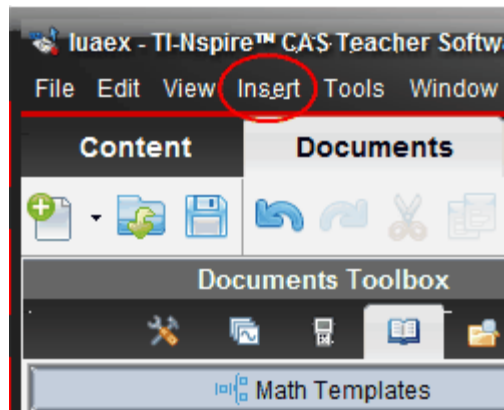 luaex - TI-Nspire™ CAS Teacher Softw
File Edit View Insert Tools Window
Content Documents
Documents Toolbox
Math Templates